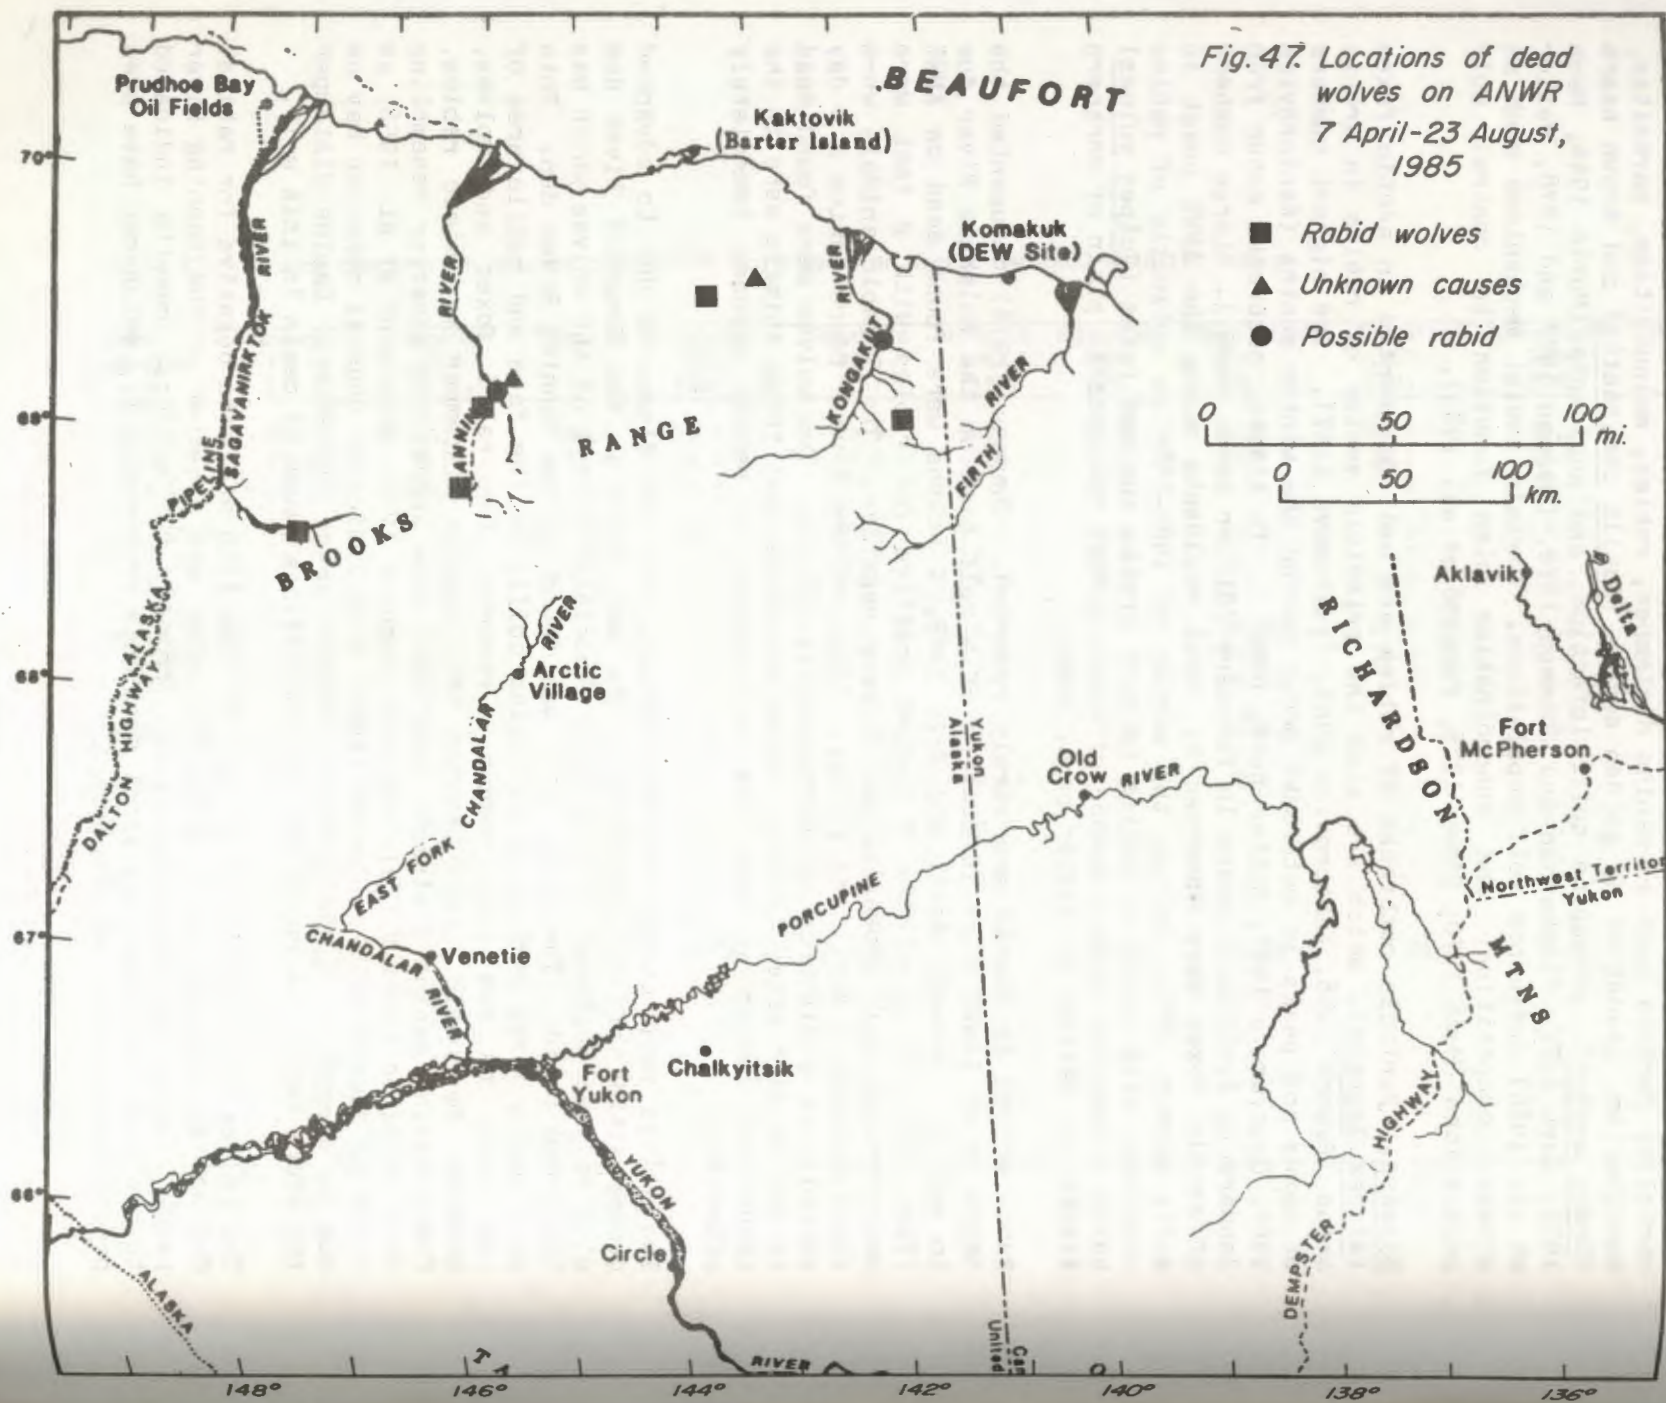 Fig. 47. Locations of dead
wolves on ANWR
7 April-23 August,
1985
Rabid wolves
Unknown causes
Possible rabid
0 50 100
mi.
0 50 100
km.
BEAUFORT
Prudhoe Bay
Oil Fields
Kaktovik
(Barter Island)
Komakuk
(DEW Site)
70°
69°
68°
67°
66°
SAGAVANIRKTOK RIVER
RIVER
CANNING
KONGAKUT RIVER
FIRTH RIVER
BROOKS RANGE
PIPELINE
ALASKA
DALTON HIGHWAY
Arctic
Village
RIVER
CHANDALAR
EAST FORK
CHANDALAR RIVER
Venetie
Yukon
Alaska
Old
Crow
RIVER
PORCUPINE
RICHARDSON
MTNS
Aklavik
Delta
Fort
McPherson
Northwest Territor
Yukon
Chalkyitsik
Fort
Yukon
YUKON
RIVER
Circle
HIGHWAY
DEMPSTER
ALASKA
United
Can
T
O
148° 146° 144° 142° 140° 138° 136°